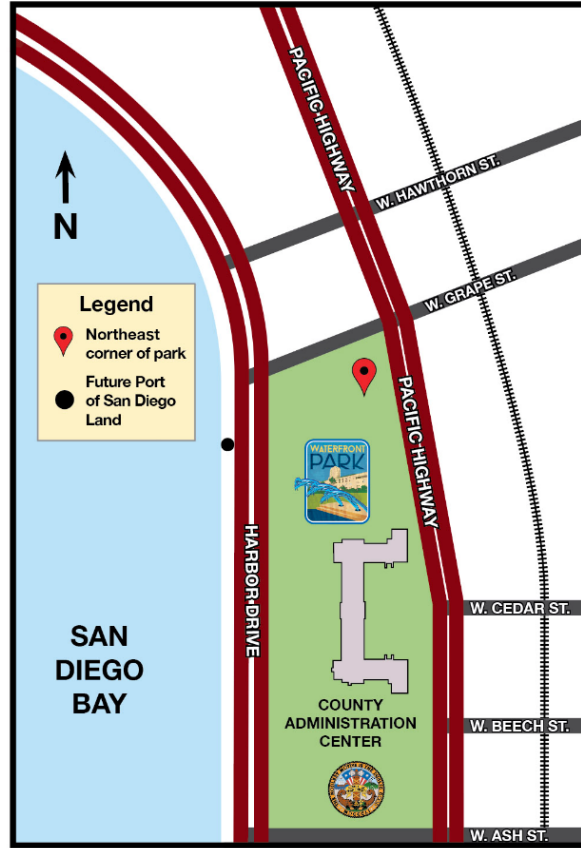 PACIFIC HIGHWAY
W. HAWTHORN ST.
N
W. GRAPE ST.
Legend
Northeast
corner of park
Future Port
of San Diego
Land
PACIFIC HIGHWAY
WATERFRONT
PARK
HARBOR DRIVE
W. CEDAR ST.
SAN
DIEGO
BAY
COUNTY
ADMINISTRATION
CENTER
W. BEECH ST.
W. ASH ST.